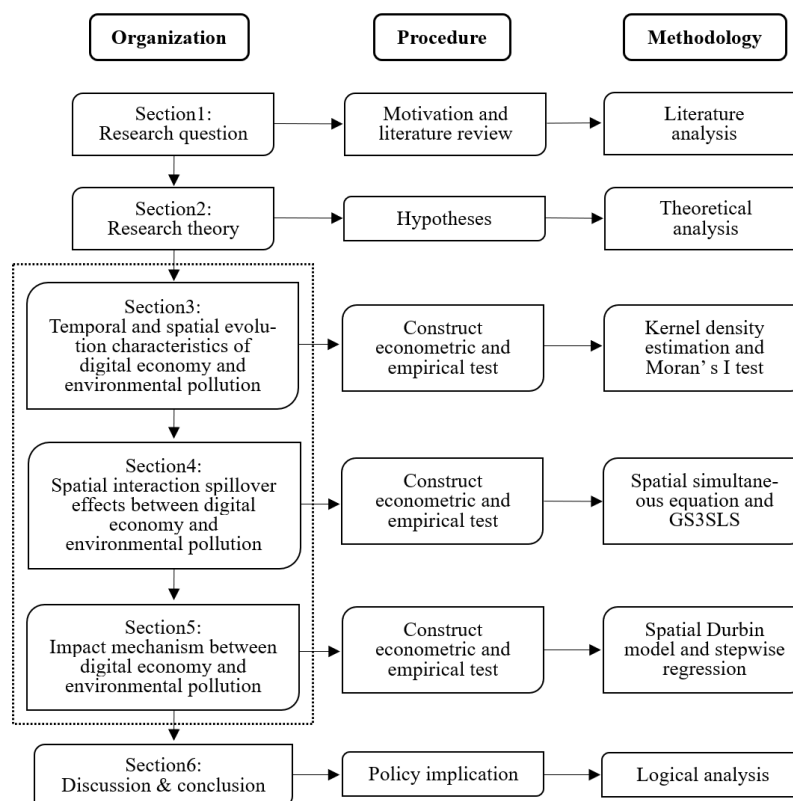 Organization
Procedure
Methodology
Section1:
Research question
Motivation and
literature review
Literature
analysis
Section2:
Research theory
Hypotheses
Theoretical
analysis
Section3:
Temporal and spatial evolu-
tion characteristics of
digital economy and
environmental pollution
Construct
econometric and
empirical test
Kernel density
estimation and
Moran’ s I test
Section4:
Spatial interaction spillover
effects between digital
economy and
environmental pollution
Construct
econometric and
empirical test
Spatial simultane-
ous equation and
GS3SLS
Section5:
Impact mechanism between
digital economy and
environmental pollution
Construct
econometric and
empirical test
Spatial Durbin
model and stepwise
regression
Section6:
Discussion & conclusion
Policy implication
Logical analysis